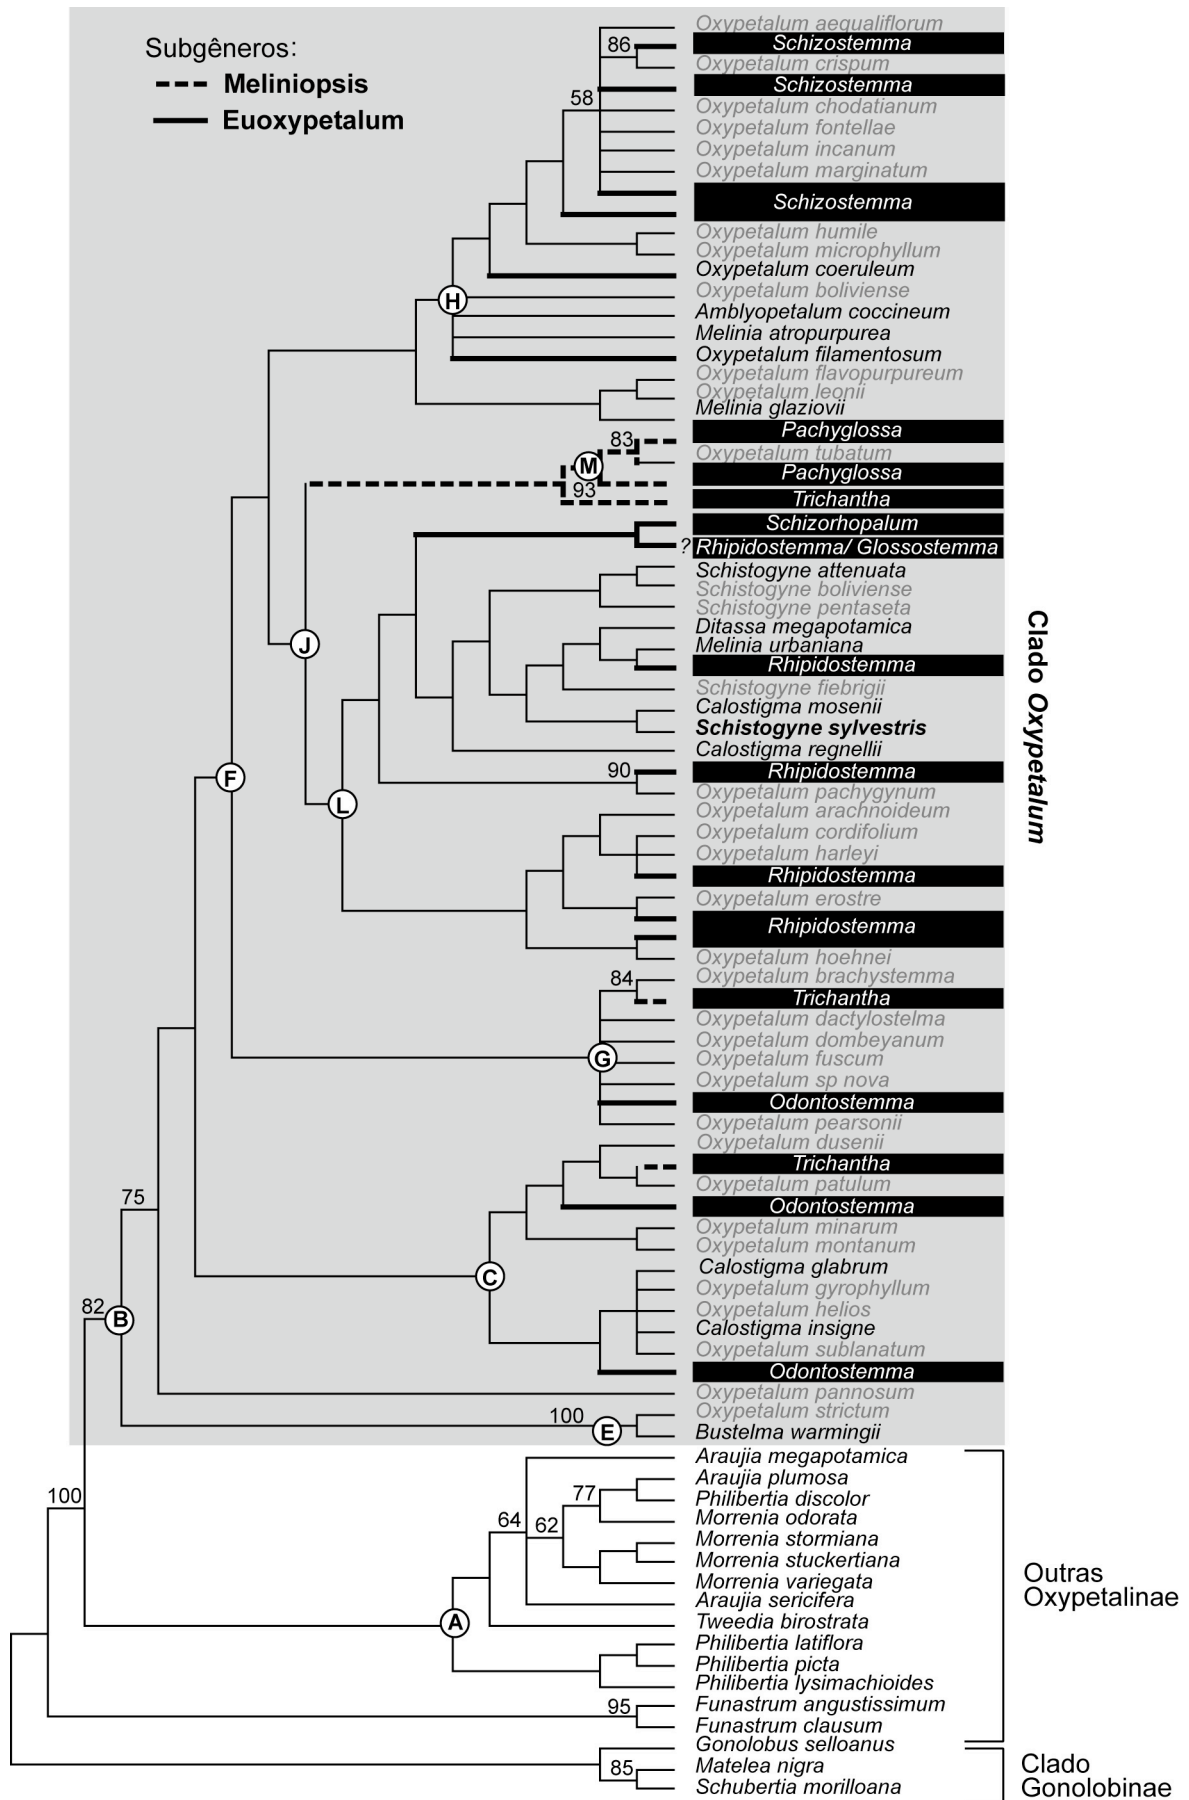 Subgêneros:
Meliniopsis
Euoxypetalum
Oxypetalum aequaliflorum
86
Schizostemma
Oxypetalum crispum
Schizostemma
58
Oxypetalum chodatianum
Oxypetalum fontellae
Oxypetalum incanum
Oxypetalum marginatum
Schizostemma
Oxypetalum humile
Oxypetalum microphyllum
Oxypetalum coeruleum
Oxypetalum boliviense
H
Amblyopetalum coccineum
Melinia atropurpurea
Oxypetalum filamentosum
Oxypetalum flavopurpureum
Oxypetalum leonii
Melinia glaziovii
Pachyglossa
83
Oxypetalum tubatum
M
Pachyglossa
93
Trichantha
Schizorhopalum
? Rhipidostemma/ Glossostemma
Schistogyne attenuata
Schistogyne boliviense
Schistogyne pentaseta
Ditassa megapotamica
J
Melinia urbaniana
Rhipidostemma
Schistogyne fiebrigii
Calostigma mosenii
Schistogyne sylvestris
Calostigma regnellii
Clado Oxypetalum
F
90
Rhipidostemma
Oxypetalum pachygynum
L
Oxypetalum arachnoideum
Oxypetalum cordifolium
Oxypetalum harleyi
Rhipidostemma
Oxypetalum erostre
Rhipidostemma
Oxypetalum hoehnei
84
Oxypetalum brachystemma
Trichantha
Oxypetalum dactylostelma
Oxypetalum dombeyanum
G
Oxypetalum fuscum
Oxypetalum sp nova
Odontostemma
Oxypetalum pearsonii
Oxypetalum dusenii
Trichantha
Oxypetalum patulum
75
Odontostemma
Oxypetalum minarum
Oxypetalum montanum
C
Calostigma glabrum
Oxypetalum gyrophyllum
82
B
Oxypetalum helios
Calostigma insigne
Oxypetalum sublanatum
Odontostemma
Oxypetalum pannosum
100
E
Oxypetalum strictum
Bustelma warmingii
Araujia megapotamica
Araujia plumosa
100
77
Philibertia discolor
64
62
Morrenia odorata
Morrenia stormiana
Morrenia stuckertiana
Morrenia variegata
Outras
Oxypetalinae
Araujia sericifera
A
Tweedia birostrata
Philibertia latiflora
Philibertia picta
Philibertia lysimachioides
95
Funastrum angustissimum
Funastrum clausum
Gonolobus selloanus
85
Matelea nigra
Schubertia morilloana
Clado
Gonolobinae